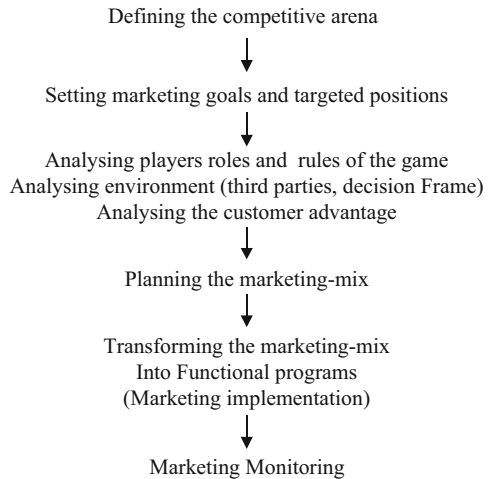 Defining the competitive arena
Setting marketing goals and targeted positions
Analysing players roles and rules of the game
Analysing environment (third parties, decision Frame)
Analysing the customer advantage
Planning the marketing-mix
Transforming the marketing-mix
Into Functional programs
(Marketing implementation)
Marketing Monitoring